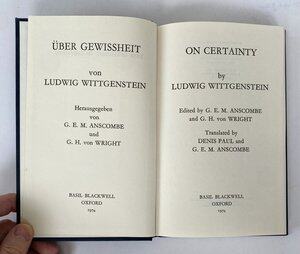 ÜBER GEWISSHEIT
von
LUDWIG WITTGENSTEIN
Herausgegeben
von
G. E. M. ANSCOMBE
und
G. H. von WRIGHT
BASIL BLACKWELL
OXFORD
1974
ON CERTAINTY
by
LUDWIG WITTGENSTEIN
Edited by G. E. M. ANSCOMBE
and G. H. von WRIGHT
Translated by
DENIS PAUL and
G. E. M. ANSCOMBE
BASIL BLACKWELL
OXFORD
1974